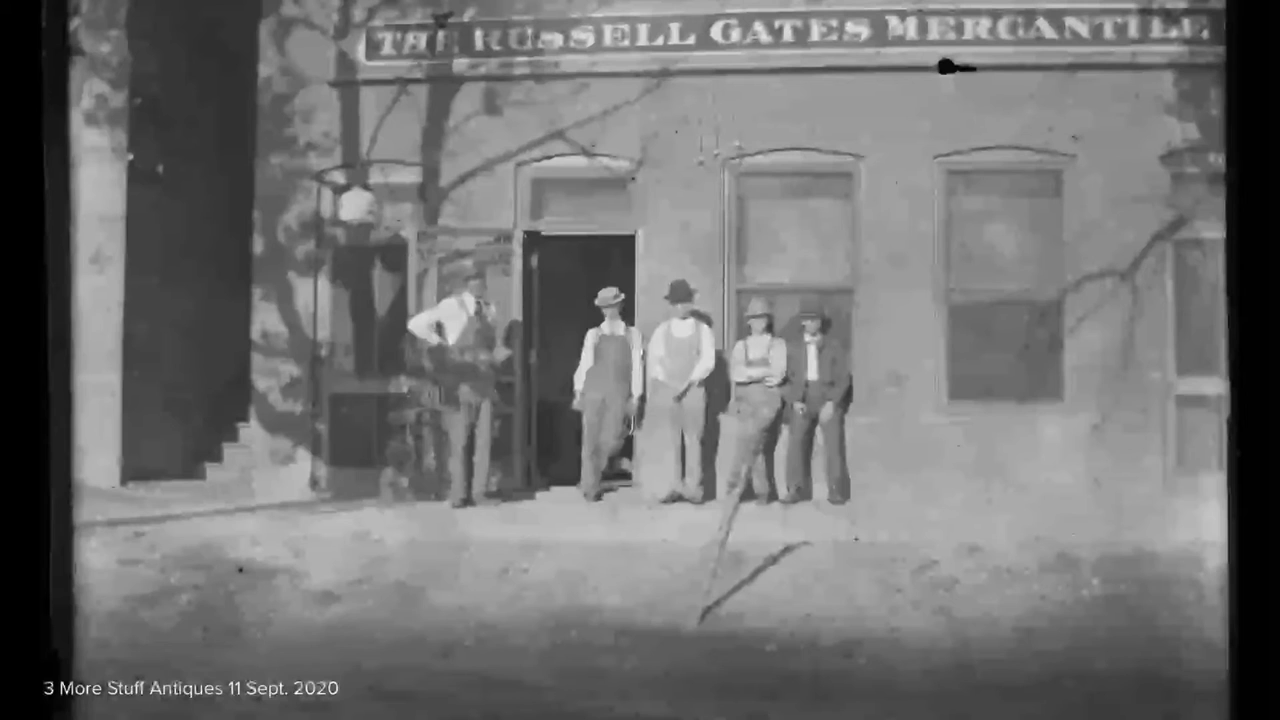 THE RUSSELL GATES MERCANTILE
3 More Stuff Antiques 11 Sept. 2020